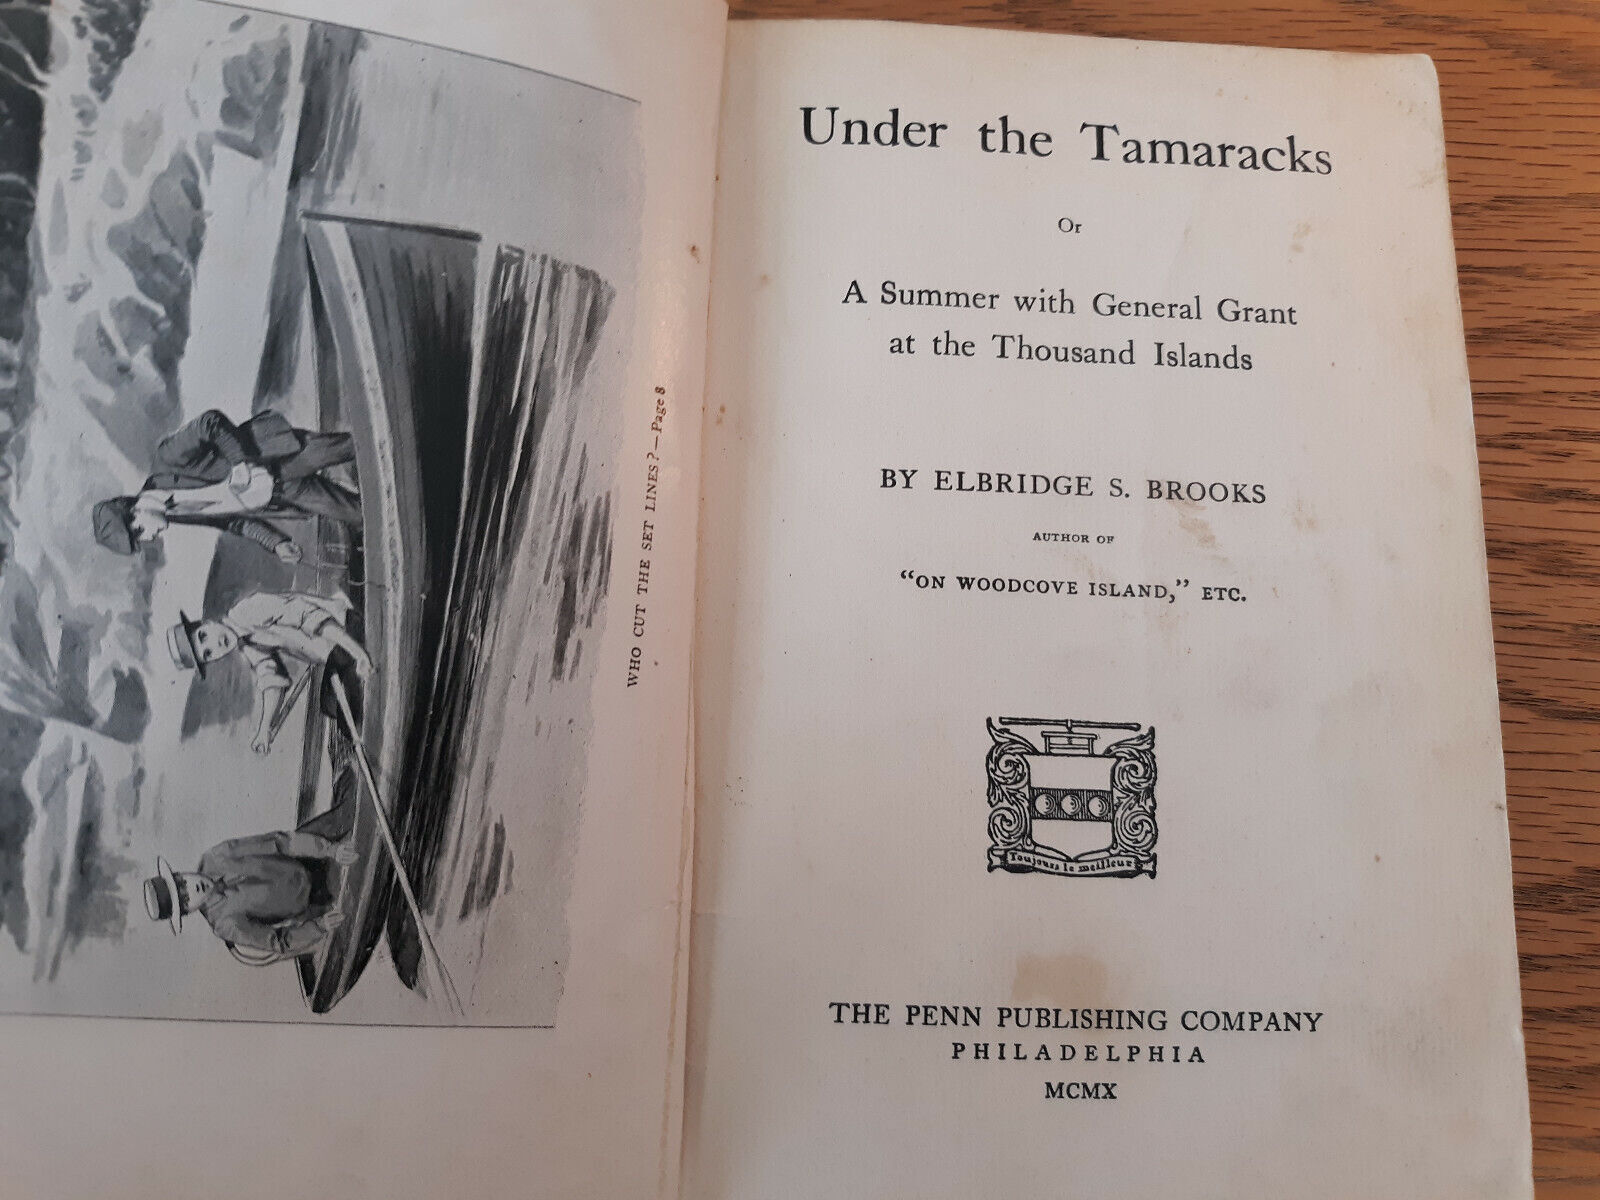 WHO CUT THE SET LINES?—Page 8
Under the Tamaracks
Or
A Summer with General Grant
at the Thousand Islands
BY ELBRIDGE S. BROOKS
AUTHOR OF
“ON WOODCOVE ISLAND,” ETC.
Toujours le meilleur
THE PENN PUBLISHING COMPANY
PHILADELPHIA
MCMX